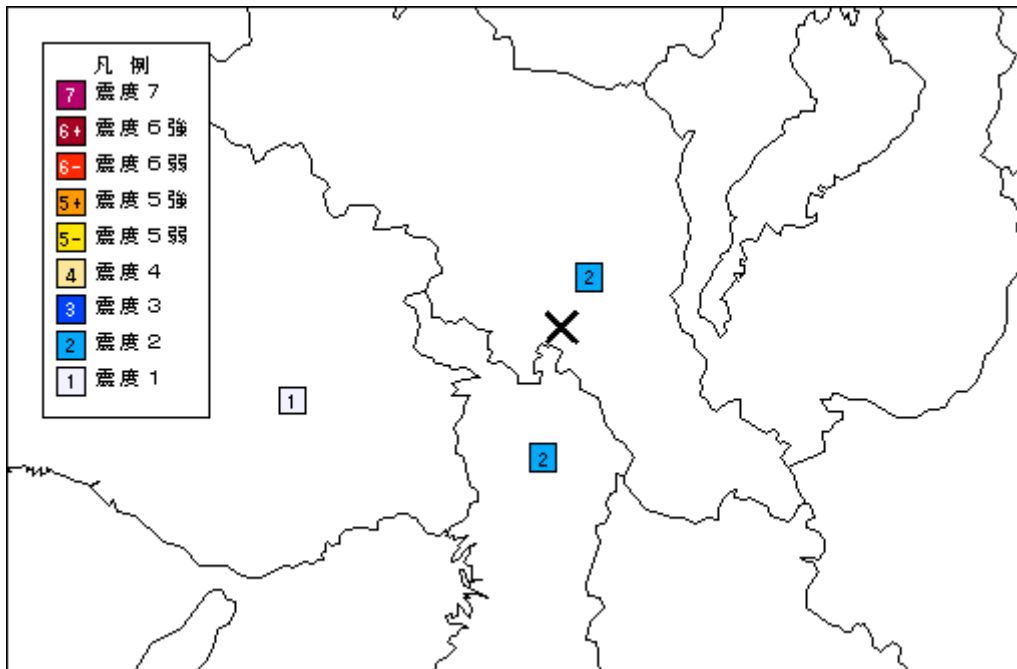 凡例
7 震度7
6+ 震度6強
6- 震度6弱
5+ 震度5強
5- 震度5弱
4 震度4
3 震度3
2 震度2
1 震度1
2
1
2